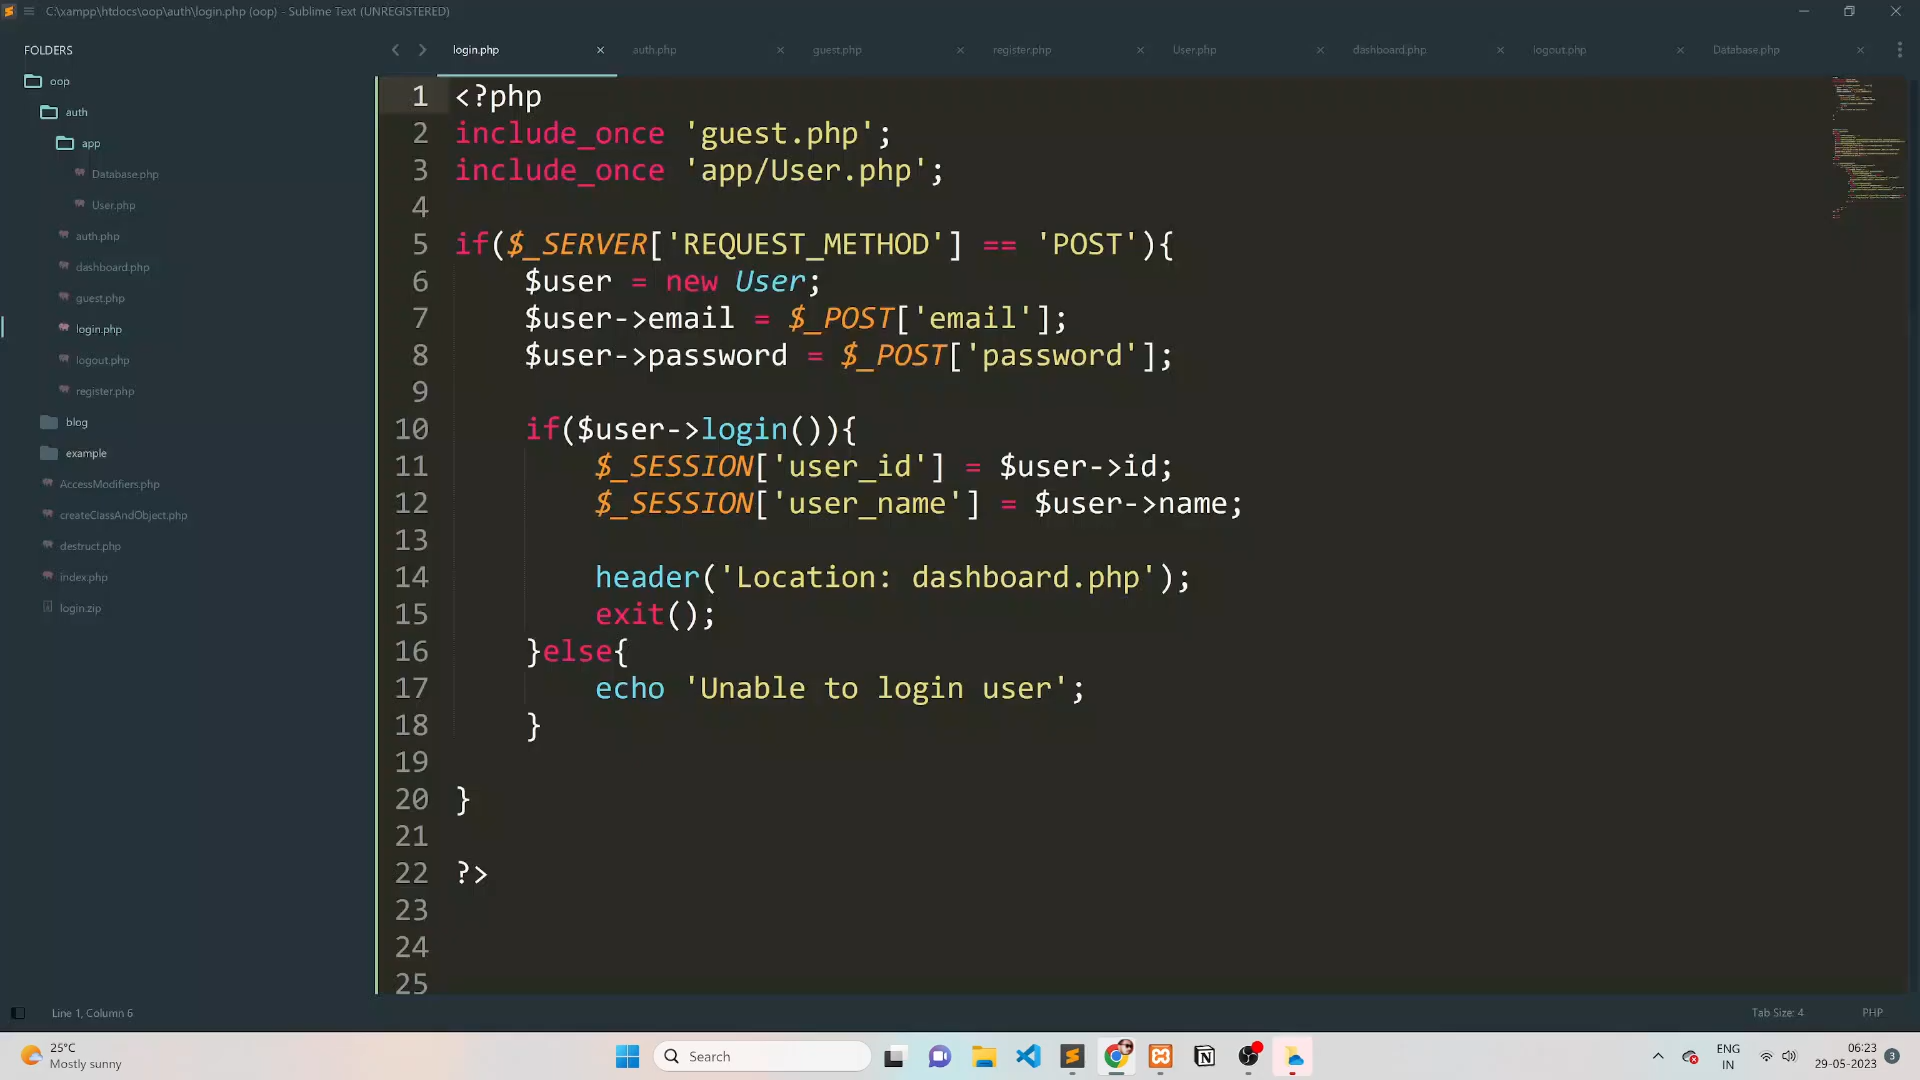 C:\xampp\htdocs\oop\auth\login.php (oop) - Sublime Text (UNREGISTERED)
FOLDERS
oop
auth
app
Database.php
User.php
auth.php
dashboard.php
guest.php
login.php
logout.php
register.php
blog
example
AccessModifiers.php
createClassAndObject.php
destruct.php
index.php
login.zip
login.php
auth.php
guest.php
register.php
User.php
dashboard.php
logout.php
Database.php
1 <?php
2 include_once 'guest.php';
3 include_once 'app/User.php';
4
5 if($_SERVER['REQUEST_METHOD'] == 'POST'){
6 $user = new User;
7 $user->email = $_POST['email'];
8 $user->password = $_POST['password'];
9
10 if($user->login()){
11 $_SESSION['user_id'] = $user->id;
12 $_SESSION['user_name'] = $user->name;
13
14 header('Location: dashboard.php');
15 exit();
16 }else{
17 echo 'Unable to login user';
18 }
19
20 }
21
22 ?>
23
24
25
Line 1, Column 6
Tab Size: 4
PHP
25°C
Mostly sunny
Search
ENG
IN
06:23
29-05-2023
3